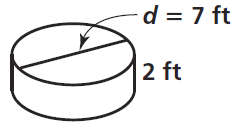 d = 7 ft
2 ft